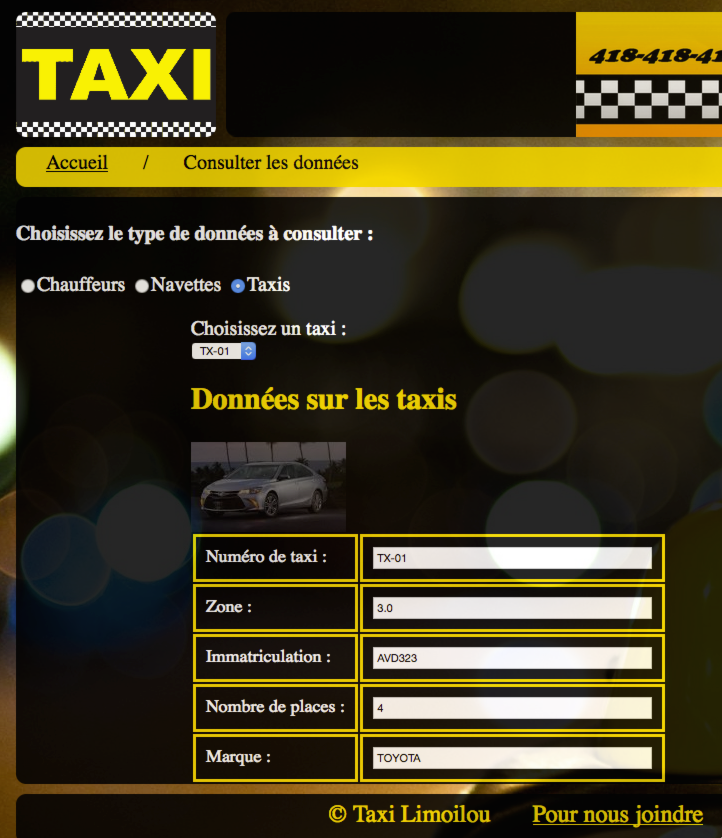 TAXI
418-418-41
Accueil / Consulter les données
Choisissez le type de données à consulter :
Chauffeurs Navettes Taxis
Choisissez un taxi :
TX-01
Données sur les taxis
Numéro de taxi : TX-01
Zone : 3.0
Immatriculation : AVD323
Nombre de places : 4
Marque : TOYOTA
© Taxi Limoilou Pour nous joindre